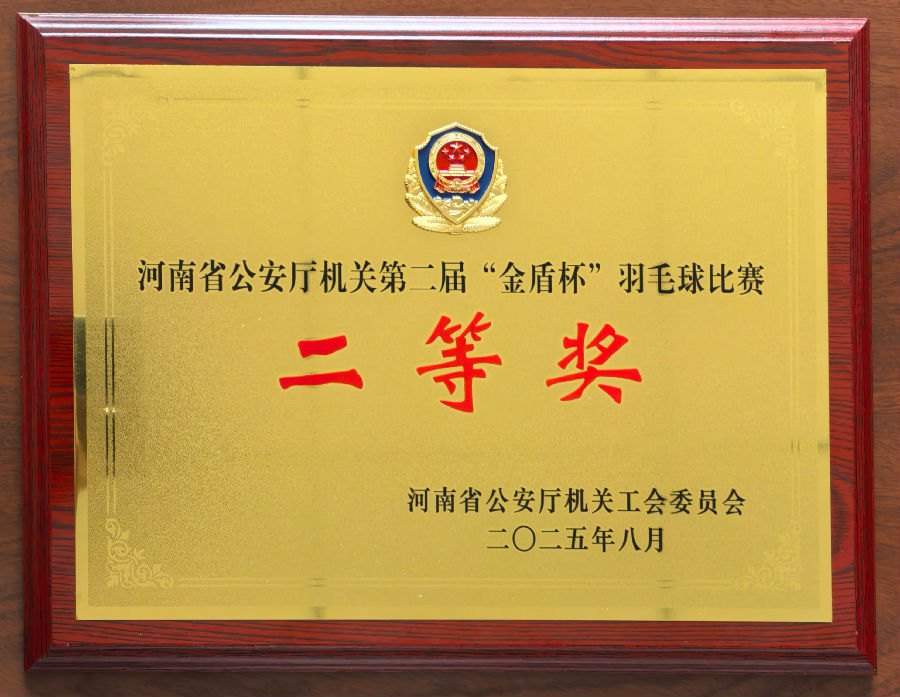 河南省公安厅机关第二届“金盾杯”羽毛球比赛
二等奖
河南省公安厅机关工会委员会
二〇二五年八月